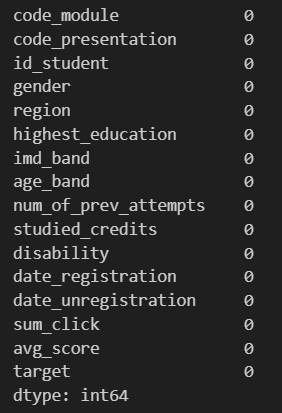 code_module 0
code_presentation 0
id_student 0
gender 0
region 0
highest_education 0
imd_band 0
age_band 0
num_of_prev_attempts 0
studied_credits 0
disability 0
date_registration 0
date_unregistration 0
sum_click 0
avg_score 0
target 0
dtype: int64